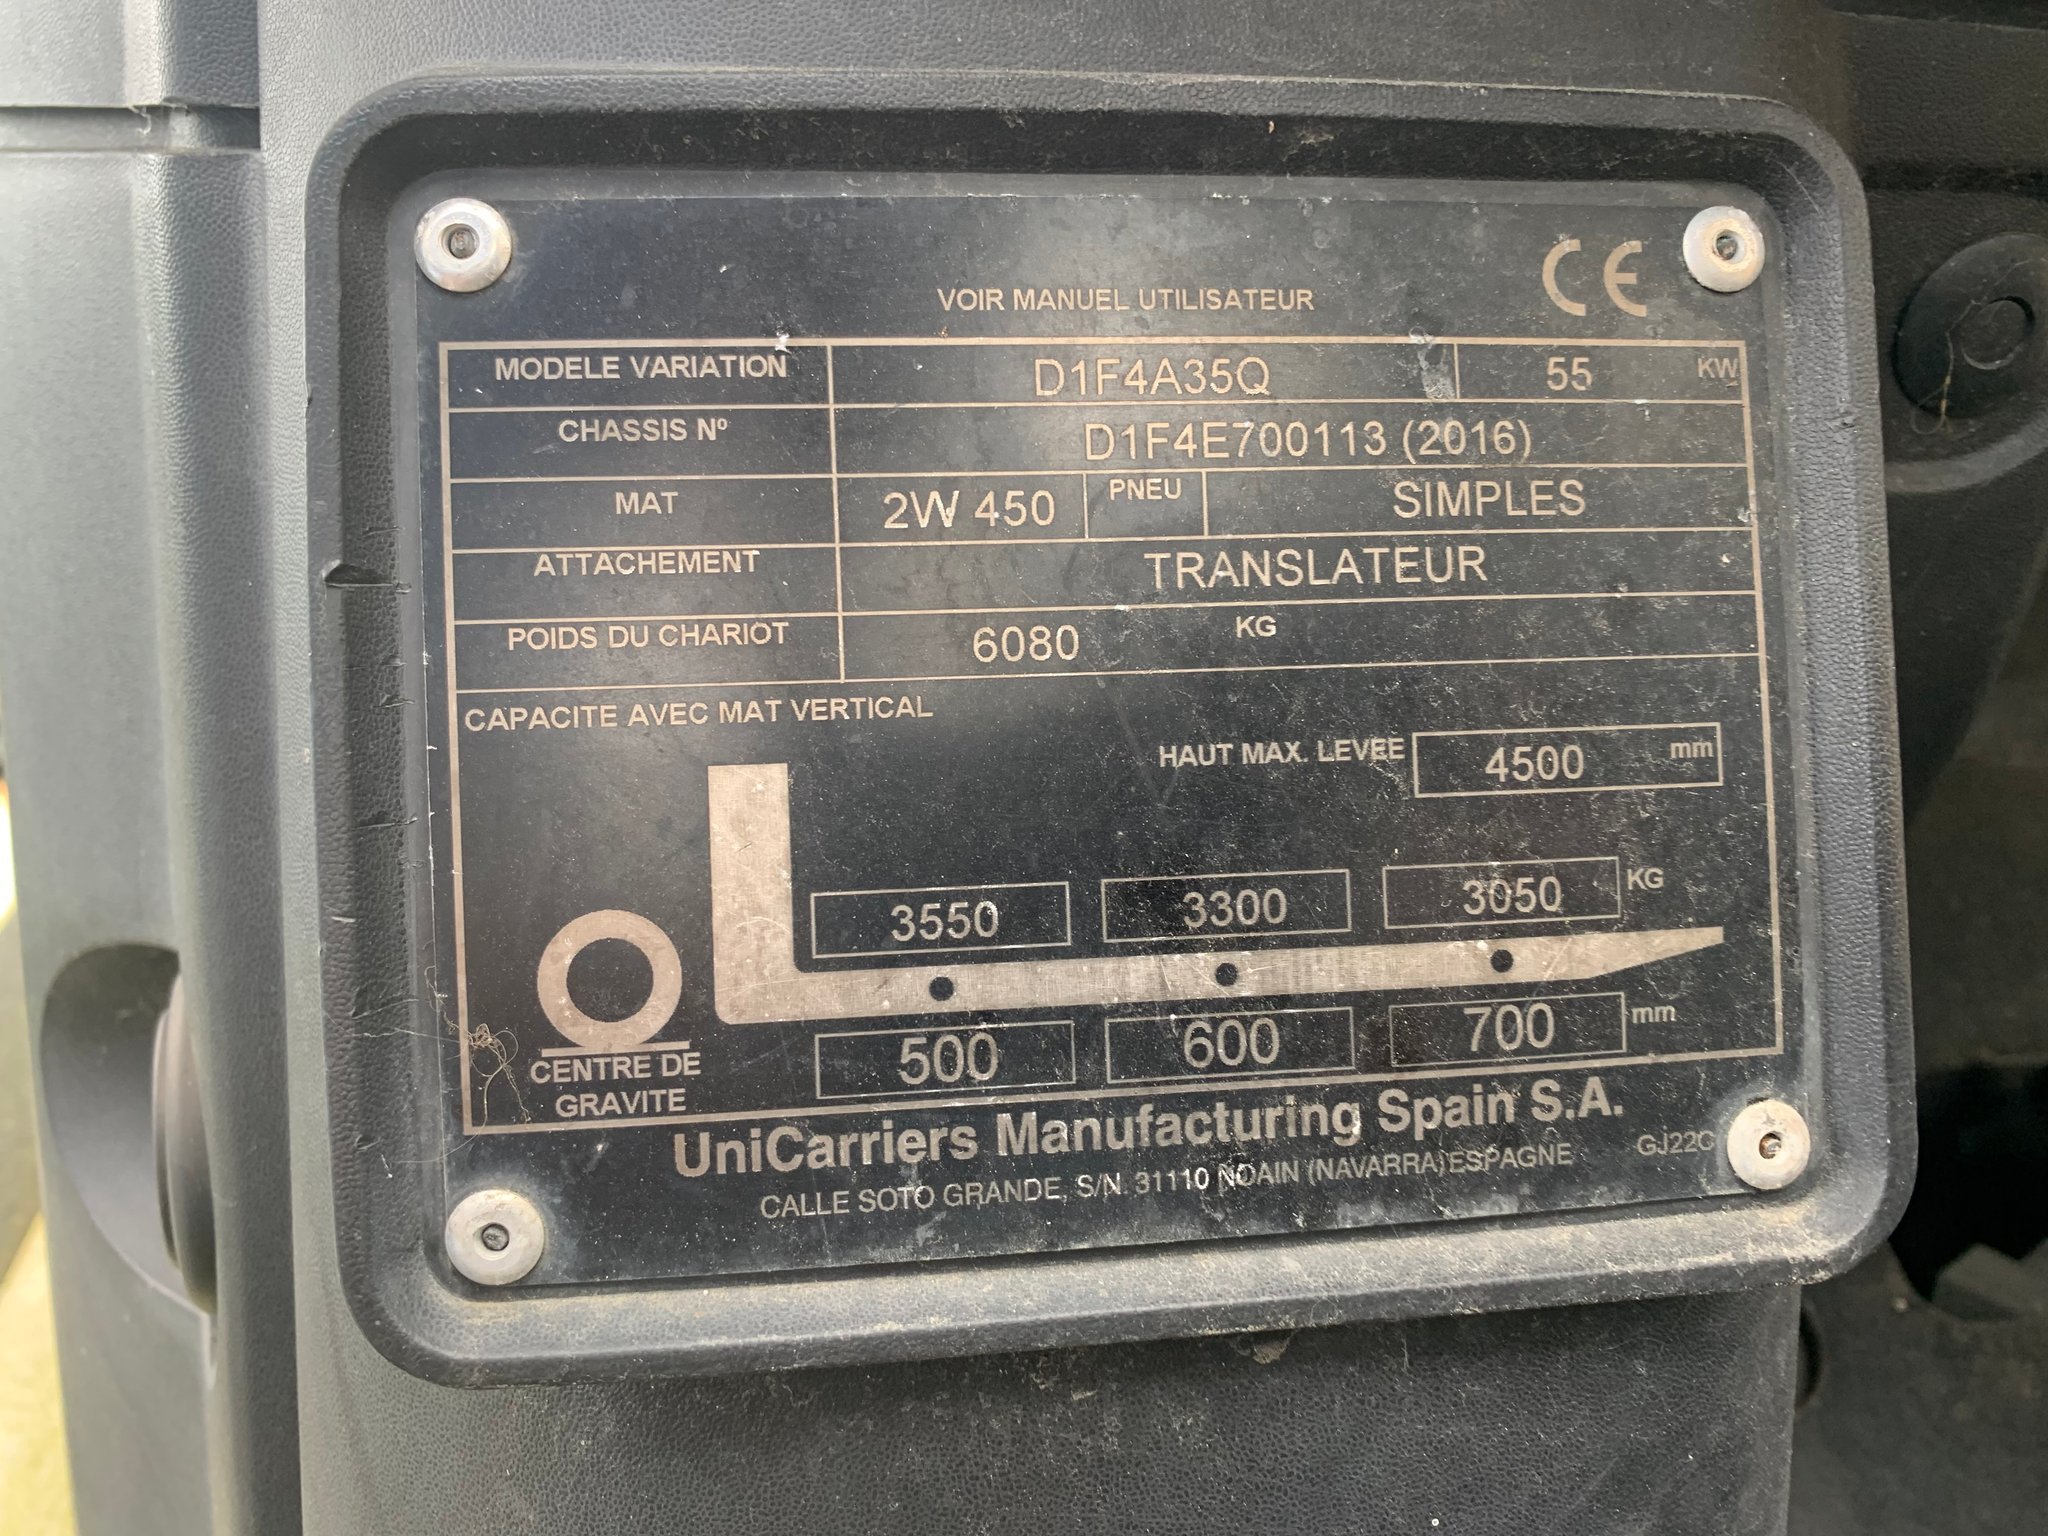 CE
VOIR MANUEL UTILISATEUR
MODELE VARIATION D1F4A35Q 55 KW
CHASSIS Nº D1F4E700113 (2016)
MAT 2W 450 PNEU SIMPLES
ATTACHEMENT TRANSLATEUR
POIDS DU CHARIOT 6080 KG
CAPACITE AVEC MAT VERTICAL
HAUT MAX. LEVEE 4500 mm
3550 3300 3050 KG
500 600 700 mm
CENTRE DE
GRAVITE
UniCarriers Manufacturing Spain S.A.
CALLE SOTO GRANDE, S/N. 31110 NOAIN (NAVARRA) ESPAGNE GJ22C